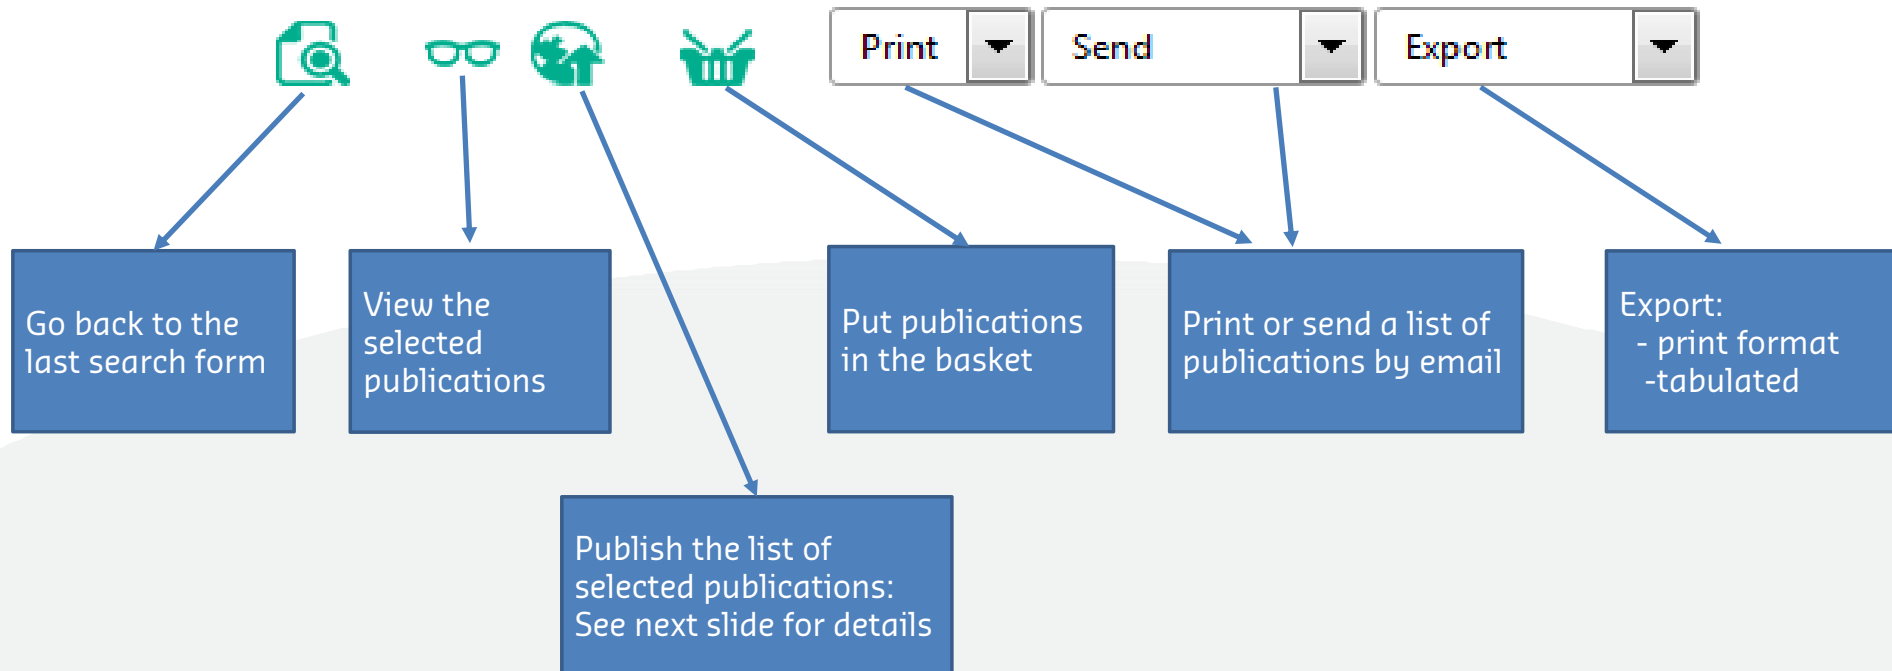 Print
Send
Export
Go back to the
last search form
View the
selected
publications
Put publications
in the basket
Print or send a list of
publications by email
Export:
- print format
-tabulated
Publish the list of
selected publications:
See next slide for details